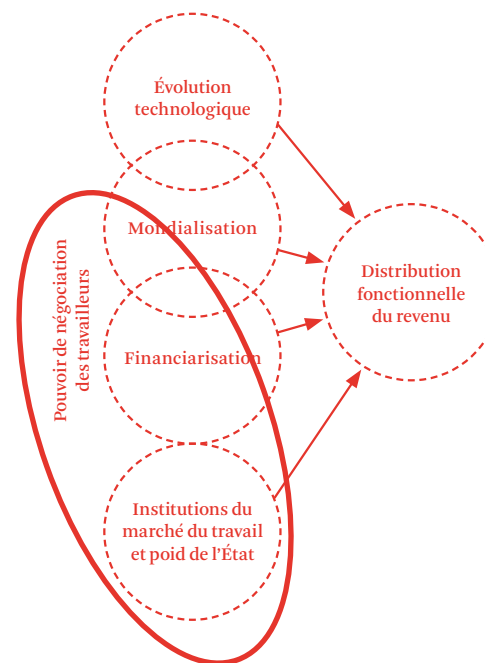 Évolution
technologique
Mondialisation
Pouvoir de négociation
des travailleurs
Distribution
fonctionnelle
du revenu
Financiarisation
Institutions du
marché du travail
et poid de l'État